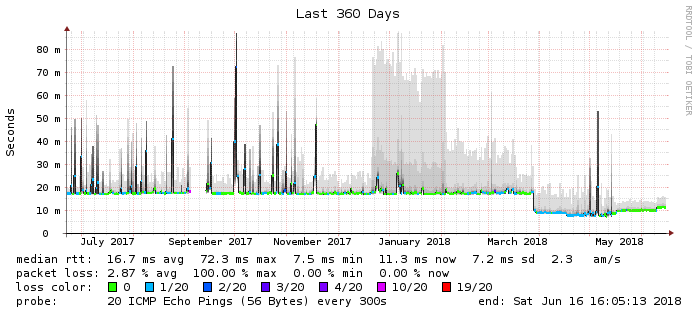 Last 360 Days
RRDTOOL / TOBI OETIKER
Seconds
80 m
70 m
60 m
50 m
40 m
30 m
20 m
10 m
0
July 2017 September 2017 November 2017 January 2018 March 2018 May 2018
median rtt: 16.7 ms avg 72.3 ms max 7.5 ms min 11.3 ms now 7.2 ms sd 2.3 am/s
packet loss: 2.87 % avg 100.00 % max 0.00 % min 0.00 % now
loss color: 0 1/20 2/20 3/20 4/20 10/20 19/20
probe: 20 ICMP Echo Pings (56 Bytes) every 300s end: Sat Jun 16 16:05:13 2018